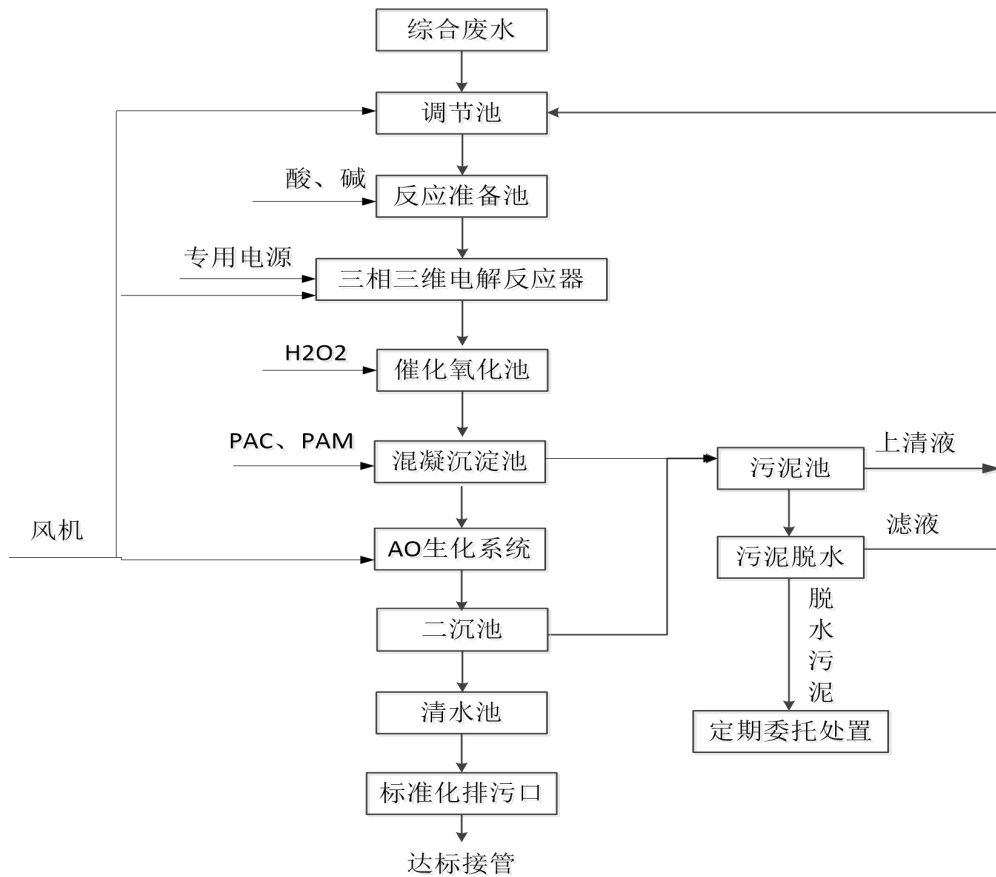 综合废水
调节池
酸、碱
反应准备池
专用电源
三相三维电解反应器
H2O2
催化氧化池
PAC、PAM
混凝沉淀池
污泥池
上清液
风机
AO生化系统
污泥脱水
滤液
脱水污泥
二沉池
清水池
定期委托处置
标准化排污口
达标接管